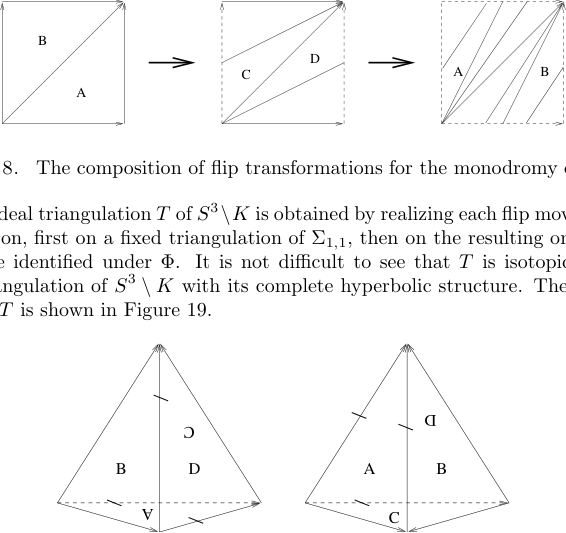 B
A
C
D
A
B
8. The composition of flip transformations for the monodromy
deal triangulation T of S³\K is obtained by realizing each flip mov
on, first on a fixed triangulation of Σ₁,₁, then on the resulting on
e identified under Φ. It is not difficult to see that T is isotopic
angulation of S³ \ K with its complete hyperbolic structure. The
T is shown in Figure 19.
C
B
D
A
D
A
B
C